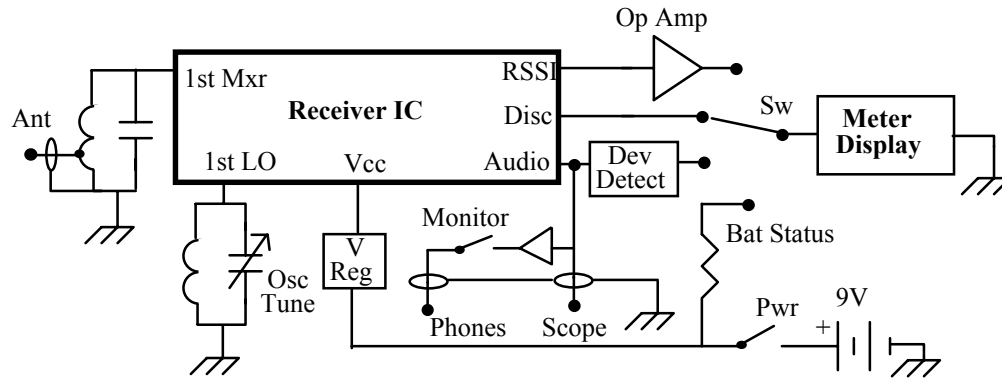 Op Amp
1st Mxr
RSSI
Receiver IC
Sw
Disc
Meter
Display
Ant
1st LO
Vcc
Audio
Dev
Detect
Monitor
Bat Status
V
Reg
Osc
Tune
Phones
Scope
Pwr
9V
+